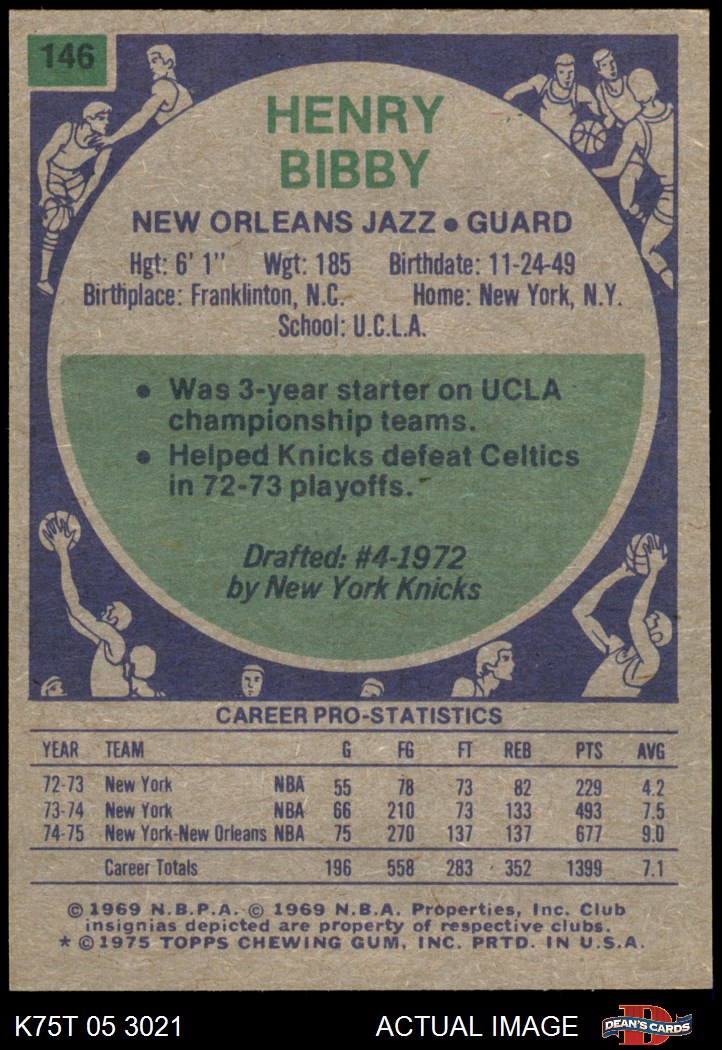 146
HENRY
BIBBY
NEW ORLEANS JAZZ • GUARD
Hgt: 6' 1" Wgt: 185 Birthdate: 11-24-49
Birthplace: Franklinton, N.C. Home: New York, N.Y.
School: U.C.L.A.
• Was 3-year starter on UCLA
championship teams.
• Helped Knicks defeat Celtics
in 72-73 playoffs.
Drafted: #4-1972
by New York Knicks
CAREER PRO-STATISTICS
YEAR TEAM G FG FT REB PTS AVG
72-73 New York NBA 55 78 73 82 229 4.2
73-74 New York NBA 66 210 73 133 493 7.5
74-75 New York-New Orleans NBA 75 270 137 137 677 9.0
Career Totals 196 558 283 352 1399 7.1
© 1969 N.B.P.A. © 1969 N.B.A. Properties, Inc. Club
insignias depicted are property of respective clubs.
* © 1975 TOPPS CHEWING GUM, INC. PRTD. IN U.S.A.
K75T 05 3021 ACTUAL IMAGE D DEAN'S CARDS